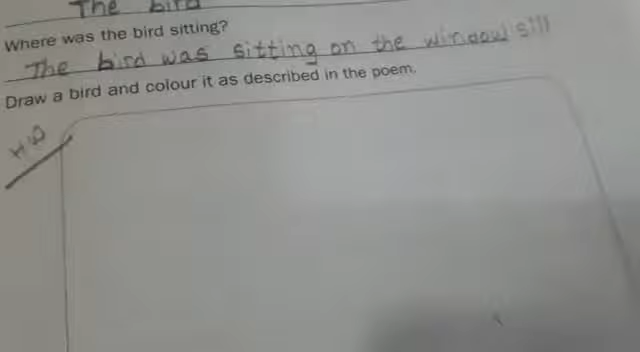 The bird
Where was the bird sitting?
The bird was sitting on the window sill
Draw a bird and colour it as described in the poem.
H.W